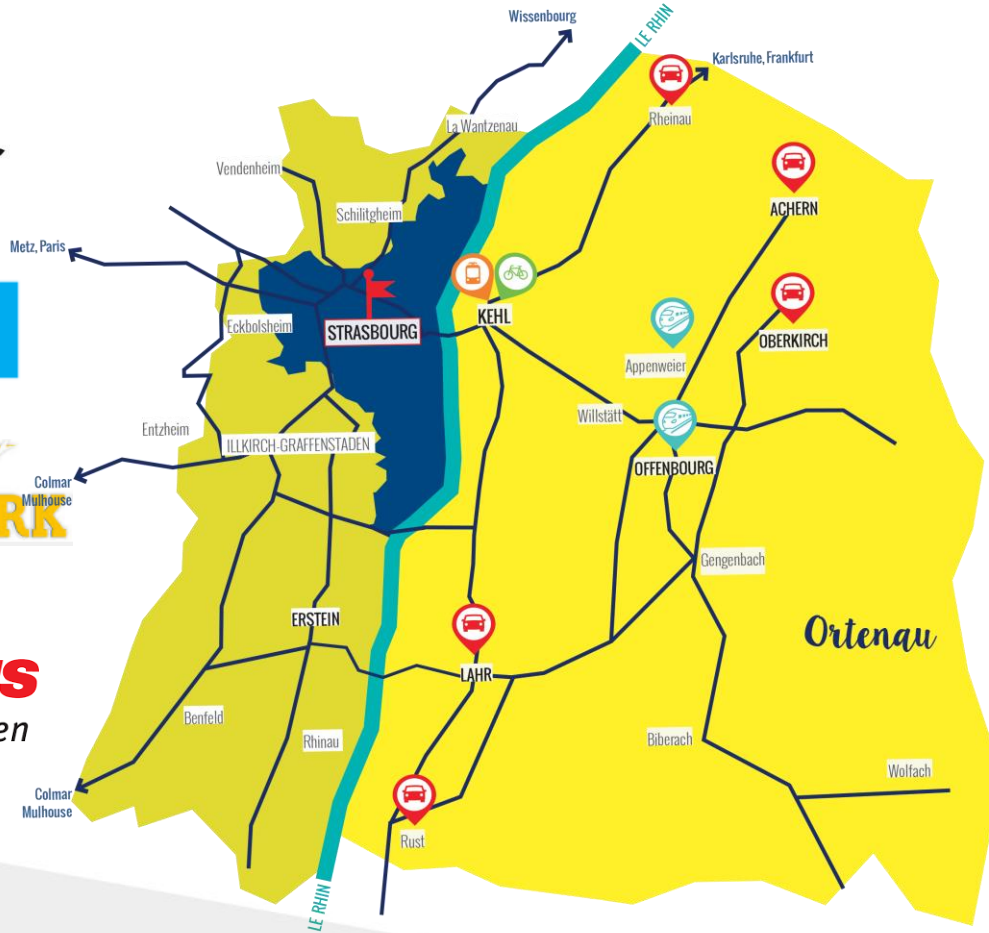 Wissenbourg
LE RHIN
Karlsruhe, Frankfurt
Rheinau
La Wantzenau
Vendenheim
ACHERN
Schilitgheim
Metz, Paris
KEHL
Eckbolsheim
STRASBOURG
OBERKIRCH
Appenweier
Willstätt
Entzheim
ILLKIRCH-GRAFFENSTADEN
OFFENBOURG
Colmar
Mulhouse
RK
Gengenbach
ERSTEIN
Ortenau
LAHR
en
Benfeld
Rhinau
Biberach
Wolfach
Colmar
Mulhouse
Rust
LE RHIN